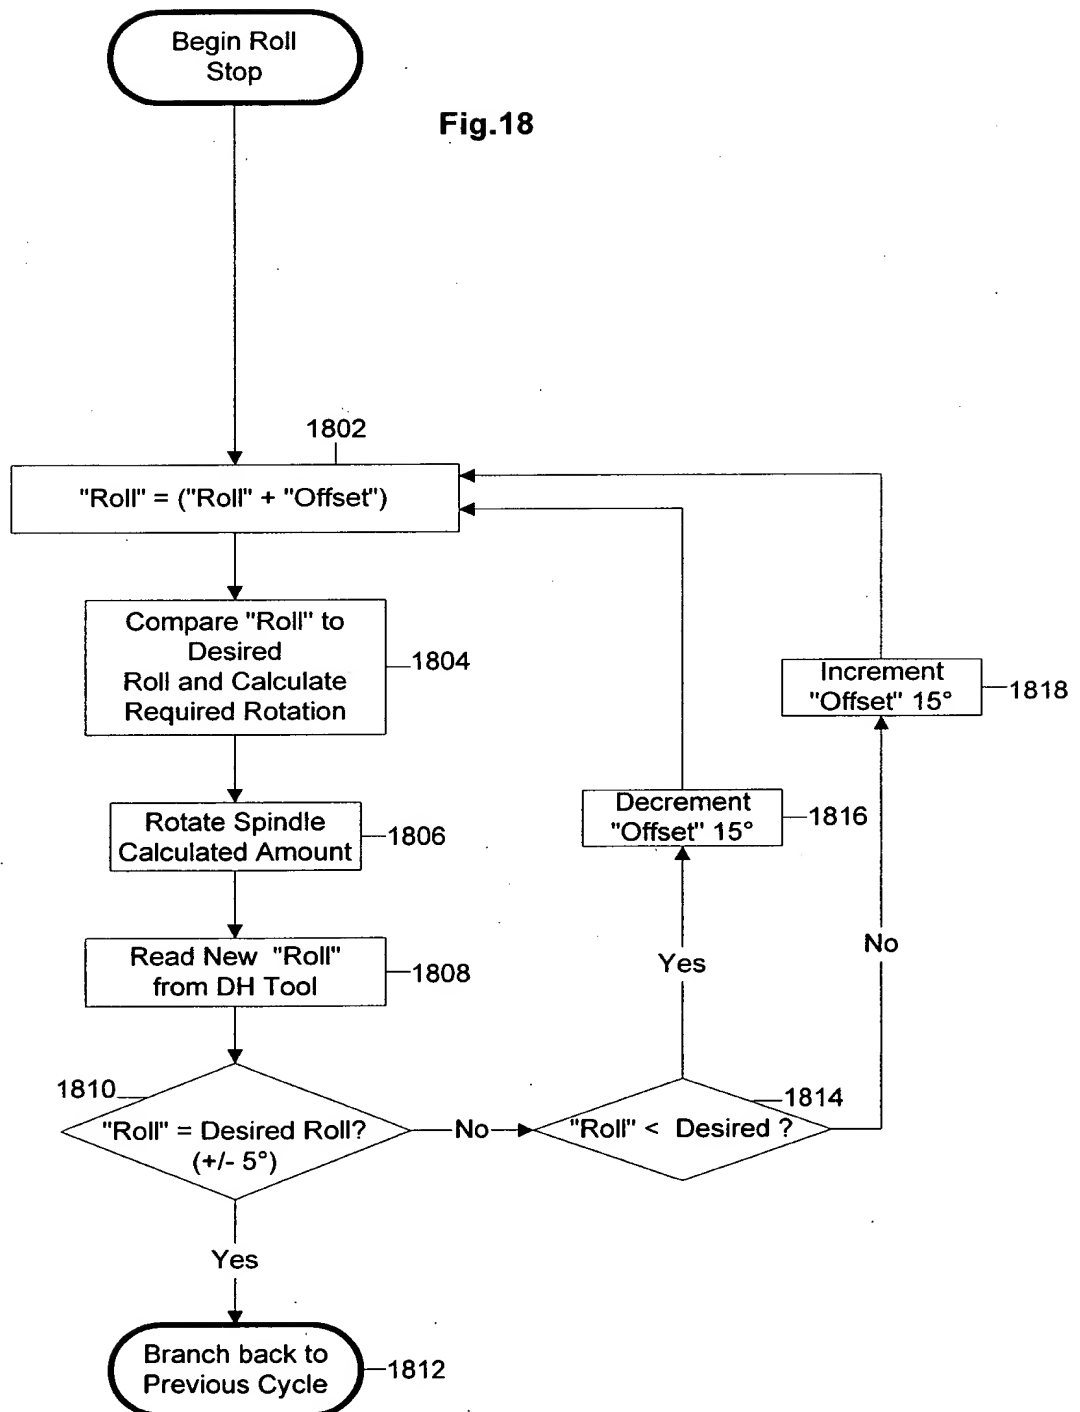 Begin Roll
Stop
Fig.18
1802
"Roll" = ("Roll" + "Offset")
Compare "Roll" to
Desired
Roll and Calculate
Required Rotation
1804
Increment
"Offset" 15°
1818
Decrement
"Offset" 15°
1816
Rotate Spindle
Calculated Amount
1806
Read New "Roll"
from DH Tool
1808
Yes
No
1810
"Roll" = Desired Roll?
(+/- 5°)
No
1814
"Roll" < Desired ?
Yes
Branch back to
Previous Cycle
1812